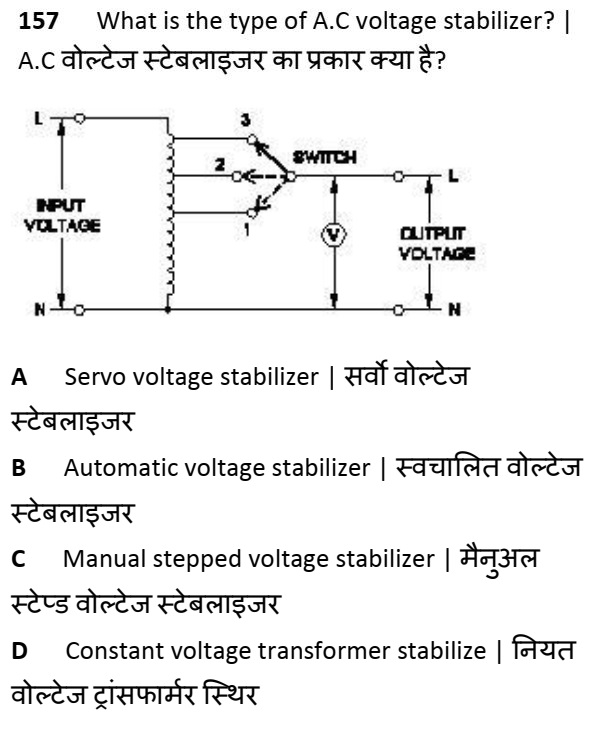 157 What is the type of A.C voltage stabilizer? |
A.C वोल्टेज स्टेबलाइजर का प्रकार क्या है?
L
3
2
SWITCH
L
INPUT
VOLTAGE
1
V
OUTPUT
VOLTAGE
N
N
A Servo voltage stabilizer | सर्वो वोल्टेज
स्टेबलाइजर
B Automatic voltage stabilizer | स्वचालित वोल्टेज
स्टेबलाइजर
C Manual stepped voltage stabilizer | मैनुअल
स्टेप्ड वोल्टेज स्टेबलाइजर
D Constant voltage transformer stabilize | नियत
वोल्टेज ट्रांसफार्मर स्थिर